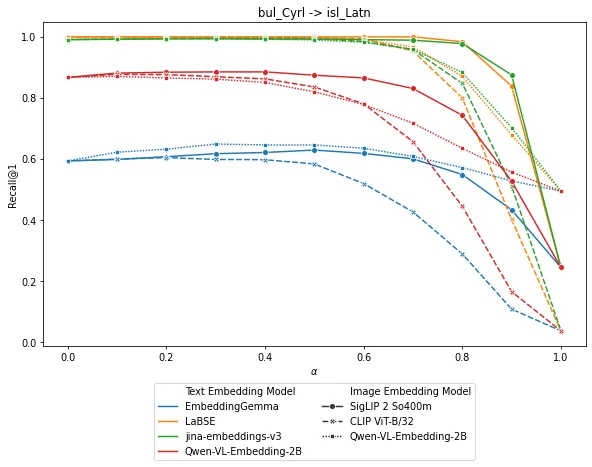 bul_Cyrl -> isl_Latn
Recall@1
1.0
0.8
0.6
0.4
0.2
0.0
0.0 0.2 0.4 0.6 0.8 1.0
α
Text Embedding Model
EmbeddingGemma
LaBSE
jina-embeddings-v3
Qwen-VL-Embedding-2B
Image Embedding Model
SigLIP 2 So400m
CLIP ViT-B/32
Qwen-VL-Embedding-2B